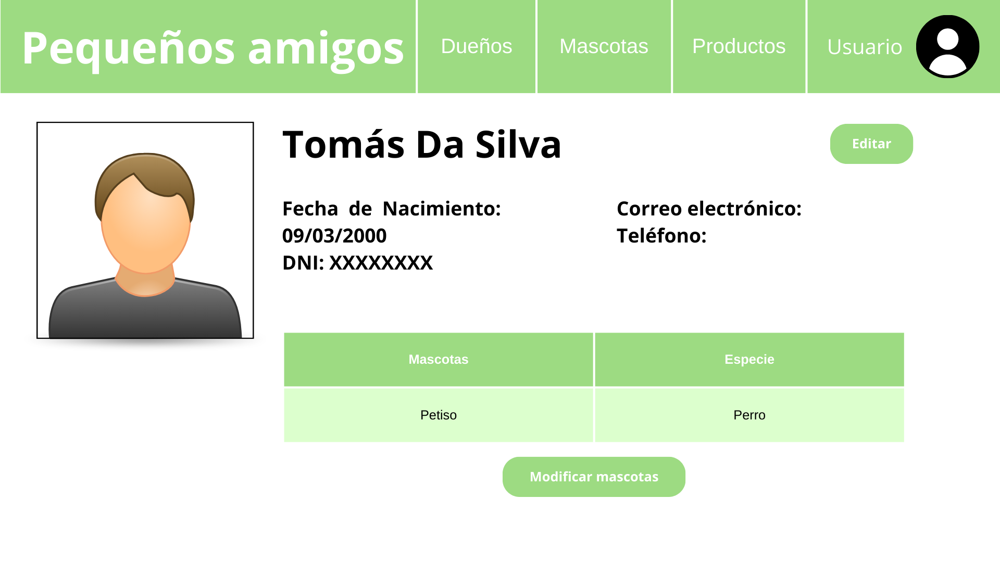 Pequeños amigos
Dueños
Mascotas
Productos
Usuario
Tomás Da Silva
Editar
Fecha de Nacimiento:
09/03/2000
DNI: XXXXXXXX
Correo electrónico:
Teléfono:
Mascotas
Especie
Petiso
Perro
Modificar mascotas